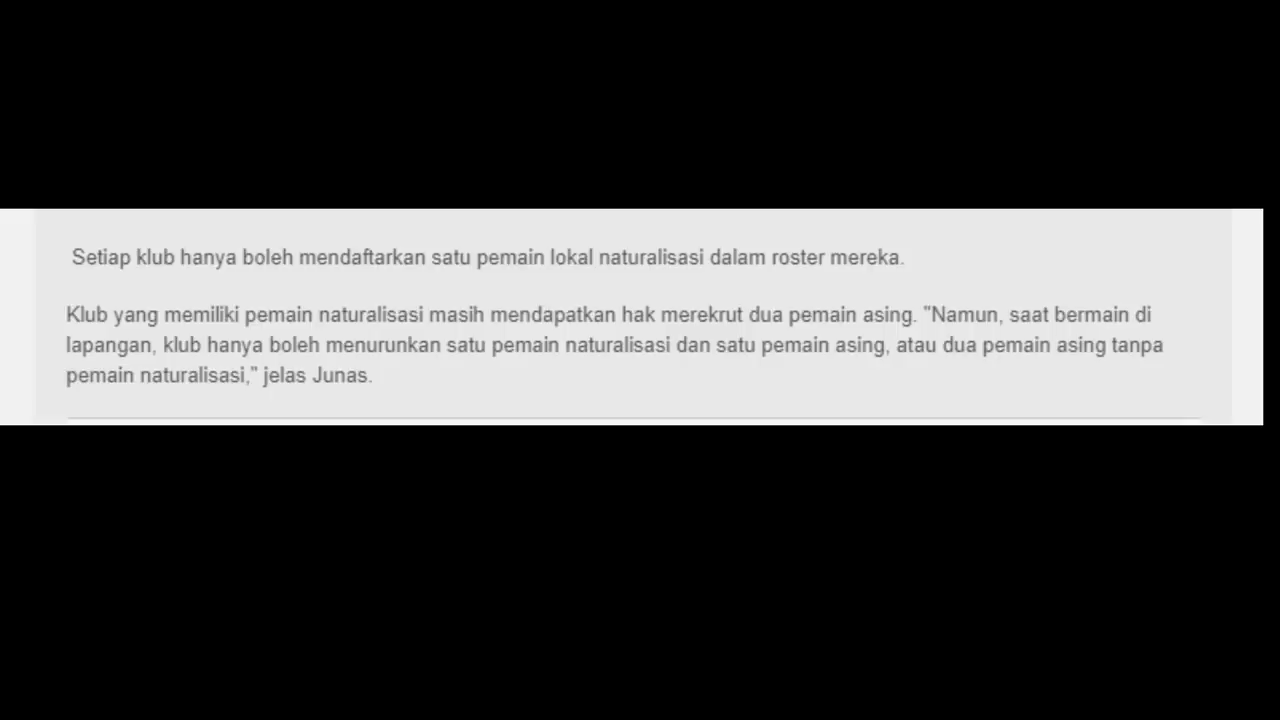 Setiap klub hanya boleh mendaftarkan satu pemain lokal naturalisasi dalam roster mereka.
Klub yang memiliki pemain naturalisasi masih mendapatkan hak merekrut dua pemain asing. "Namun, saat bermain di
lapangan, klub hanya boleh menurunkan satu pemain naturalisasi dan satu pemain asing, atau dua pemain asing tanpa
pemain naturalisasi," jelas Junas.